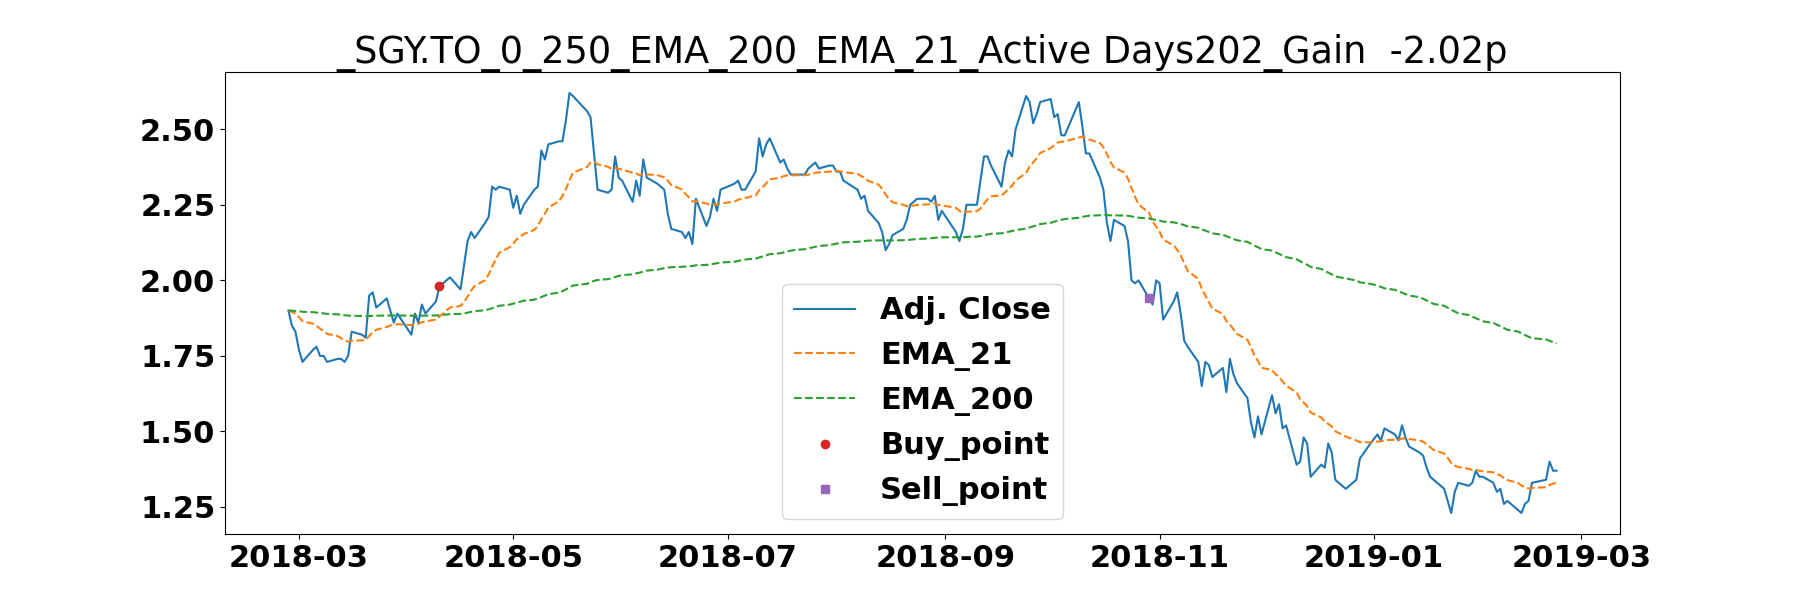 _SGY.TO_0_250_EMA_200_EMA_21_Active Days202_Gain  -2.02p
2.50
2.25
2.00
1.75
1.50
1.25
Adj. Close
EMA_21
EMA_200
Buy_point
Sell_point
2018-03 2018-05 2018-07 2018-09 2018-11 2019-01 2019-03